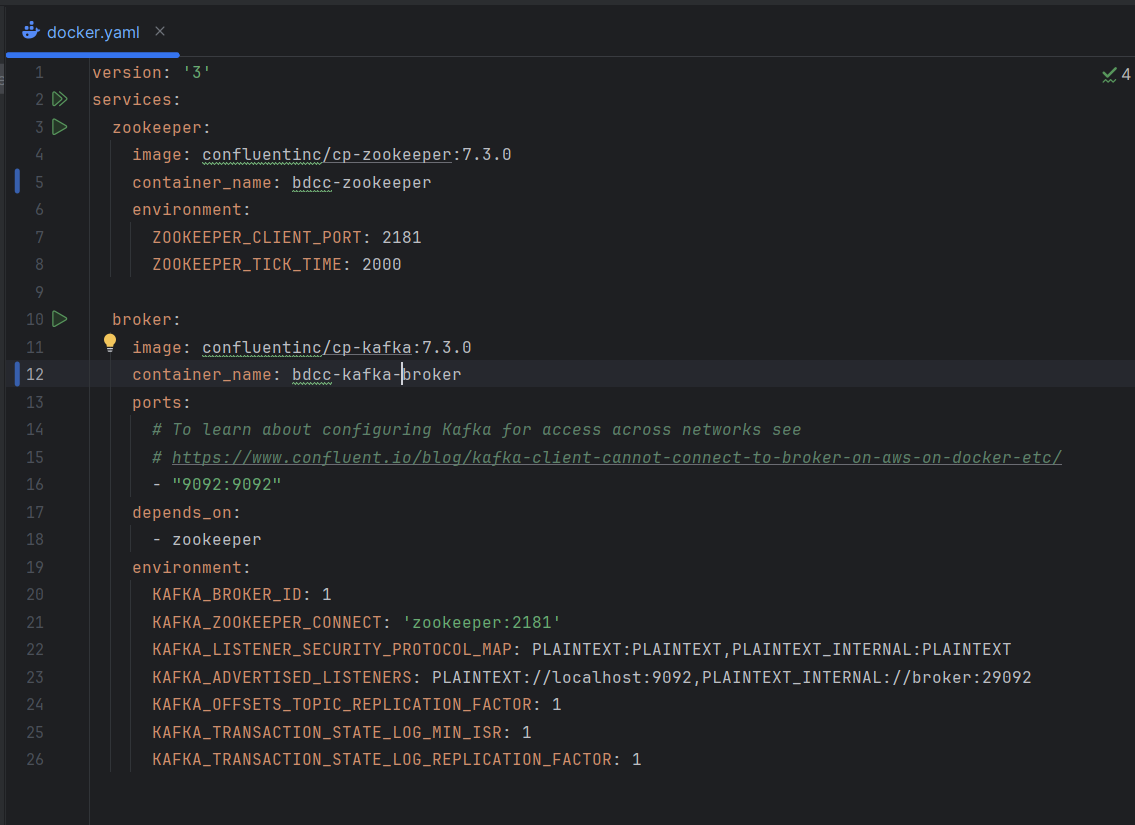 docker.yaml
1 version: '3'
2 services:
3   zookeeper:
4     image: confluentinc/cp-zookeeper:7.3.0
5     container_name: bdcc-zookeeper
6     environment:
7       ZOOKEEPER_CLIENT_PORT: 2181
8       ZOOKEEPER_TICK_TIME: 2000
9
10   broker:
11     image: confluentinc/cp-kafka:7.3.0
12     container_name: bdcc-kafka-broker
13     ports:
14       # To learn about configuring Kafka for access across networks see
15       # https://www.confluent.io/blog/kafka-client-cannot-connect-to-broker-on-aws-on-docker-etc/
16       - "9092:9092"
17     depends_on:
18       - zookeeper
19     environment:
20       KAFKA_BROKER_ID: 1
21       KAFKA_ZOOKEEPER_CONNECT: 'zookeeper:2181'
22       KAFKA_LISTENER_SECURITY_PROTOCOL_MAP: PLAINTEXT:PLAINTEXT,PLAINTEXT_INTERNAL:PLAINTEXT
23       KAFKA_ADVERTISED_LISTENERS: PLAINTEXT://localhost:9092,PLAINTEXT_INTERNAL://broker:29092
24       KAFKA_OFFSETS_TOPIC_REPLICATION_FACTOR: 1
25       KAFKA_TRANSACTION_STATE_LOG_MIN_ISR: 1
26       KAFKA_TRANSACTION_STATE_LOG_REPLICATION_FACTOR: 1
4